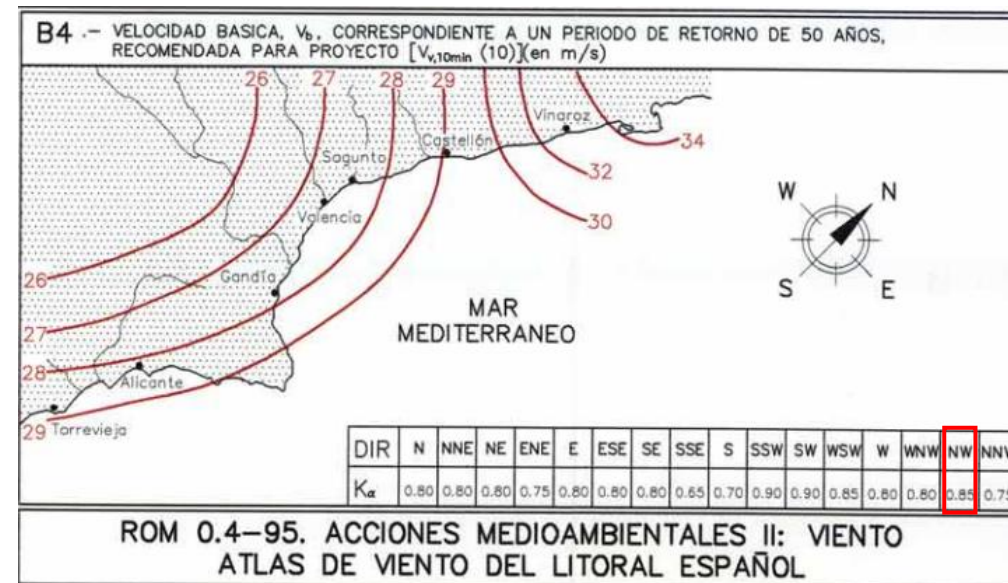 B4 .- VELOCIDAD BASICA, Vb, CORRESPONDIENTE A UN PERIODO DE RETORNO DE 50 AÑOS,
RECOMENDADA PARA PROYECTO [Vv,10min (10)](en m/s)
26 27 28 29
Vinaroz
Castellón
34
Sagunto
32
Valencia
30
W N
S E
26
Gandía
MAR
MEDITERRANEO
27
28
Alicante
29 Torrevieja
DIR N NNE NE ENE E ESE SE SSE S SSW SW WSW W WNW NW NNW
Kα 0.80 0.80 0.80 0.75 0.80 0.80 0.80 0.65 0.70 0.90 0.90 0.85 0.80 0.80 0.85 0.75
ROM 0.4–95. ACCIONES MEDIOAMBIENTALES II: VIENTO
ATLAS DE VIENTO DEL LITORAL ESPAÑOL